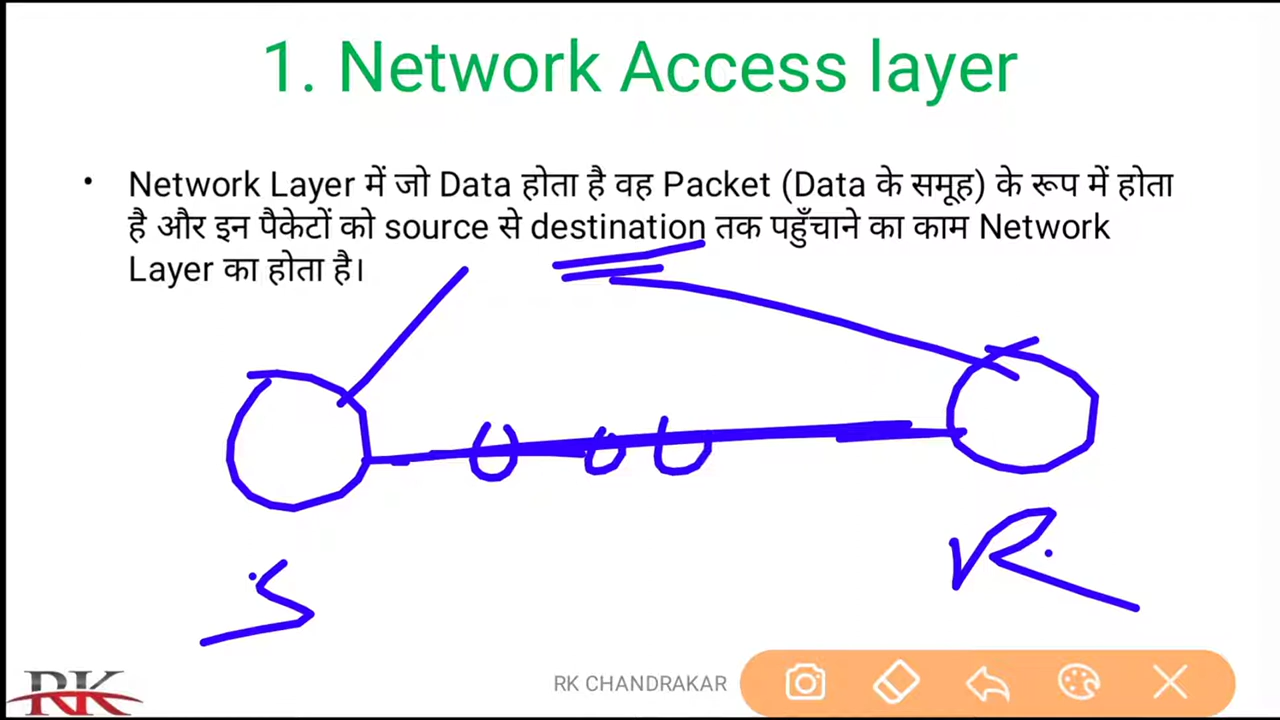 1. Network Access layer
• Network Layer में जो Data होता है वह Packet (Data के समूह) के रूप में होता
है और इन पैकेटों को source से destination तक पहुँचाने का काम Network
Layer का होता है।
S
R
RK
RK CHANDRAKAR